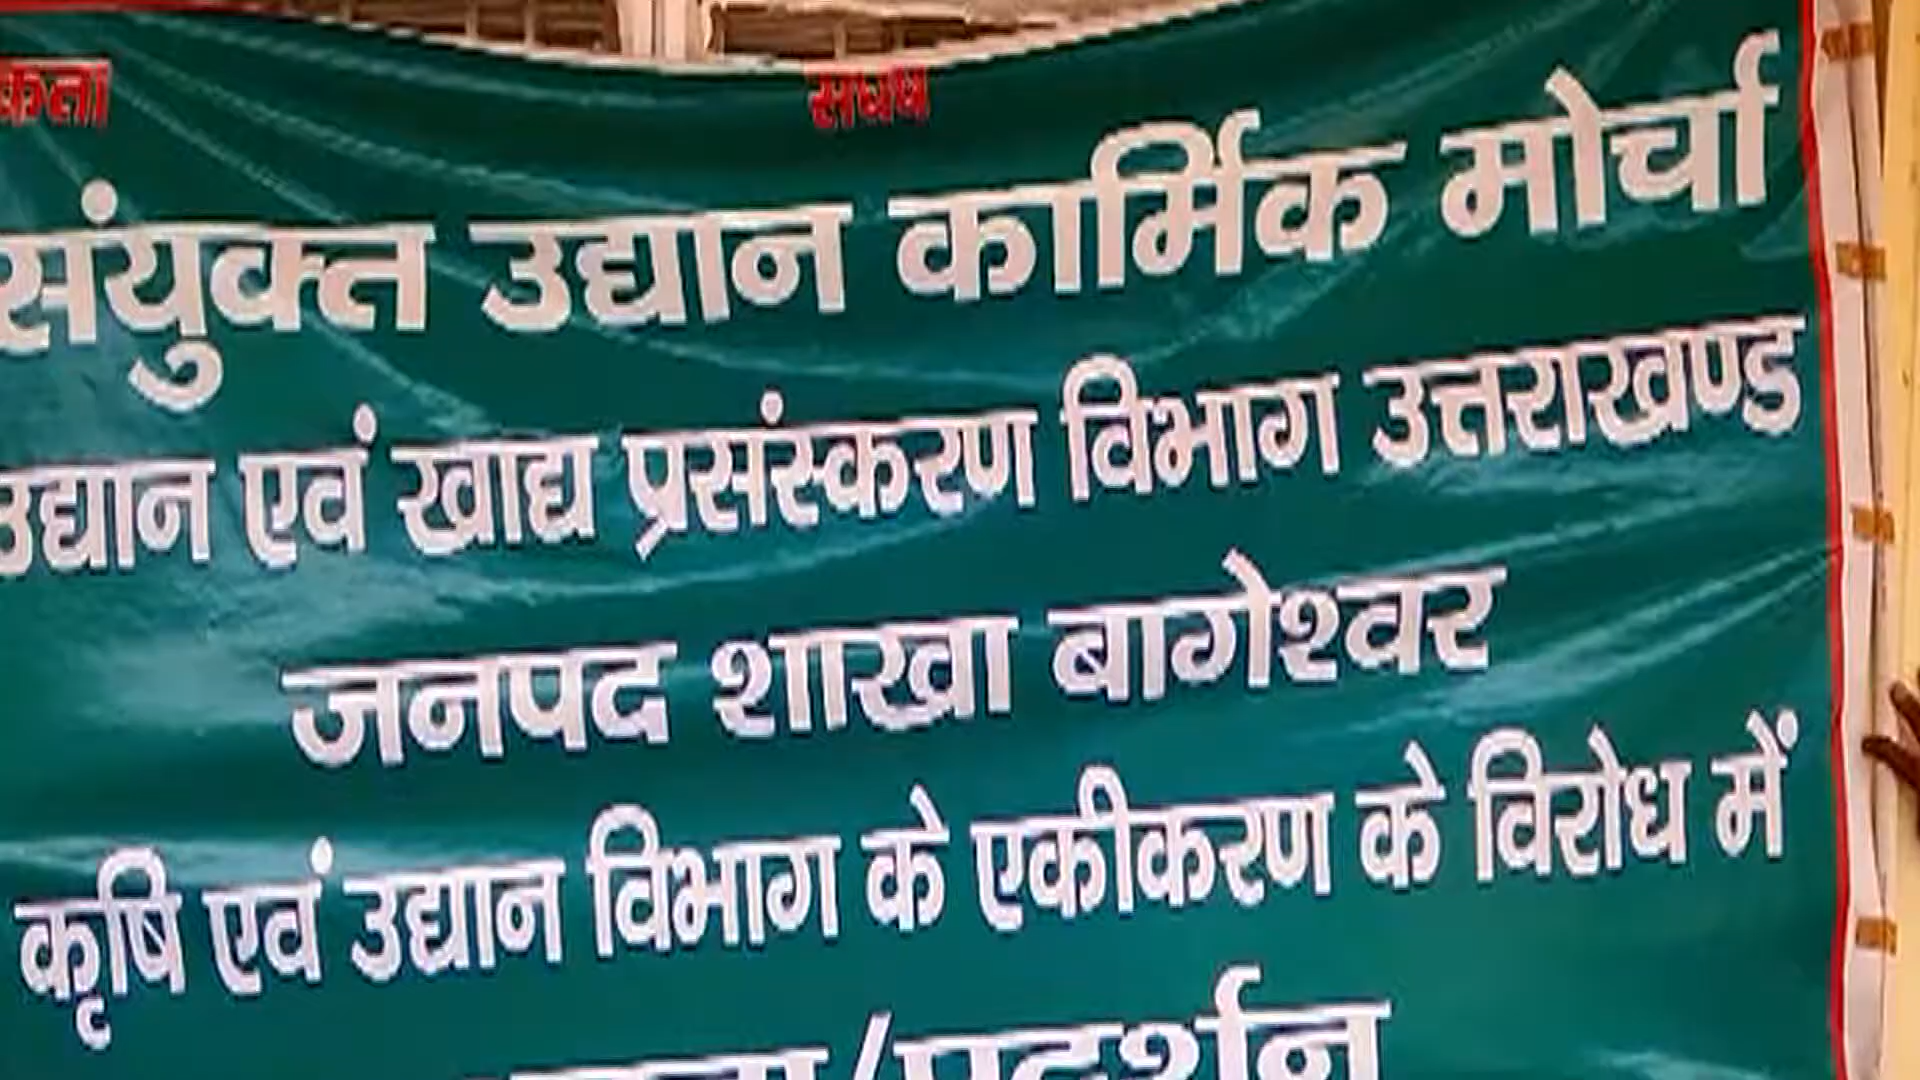 संघर्ष
संयुक्त उद्यान कार्मिक मोर्चा
उद्यान एवं खाद्य प्रसंस्करण विभाग उत्तराखण्ड
जनपद शाखा बागेश्वर
कृषि एवं उद्यान विभाग के एकीकरण के विरोध में
/प्रदर्शन